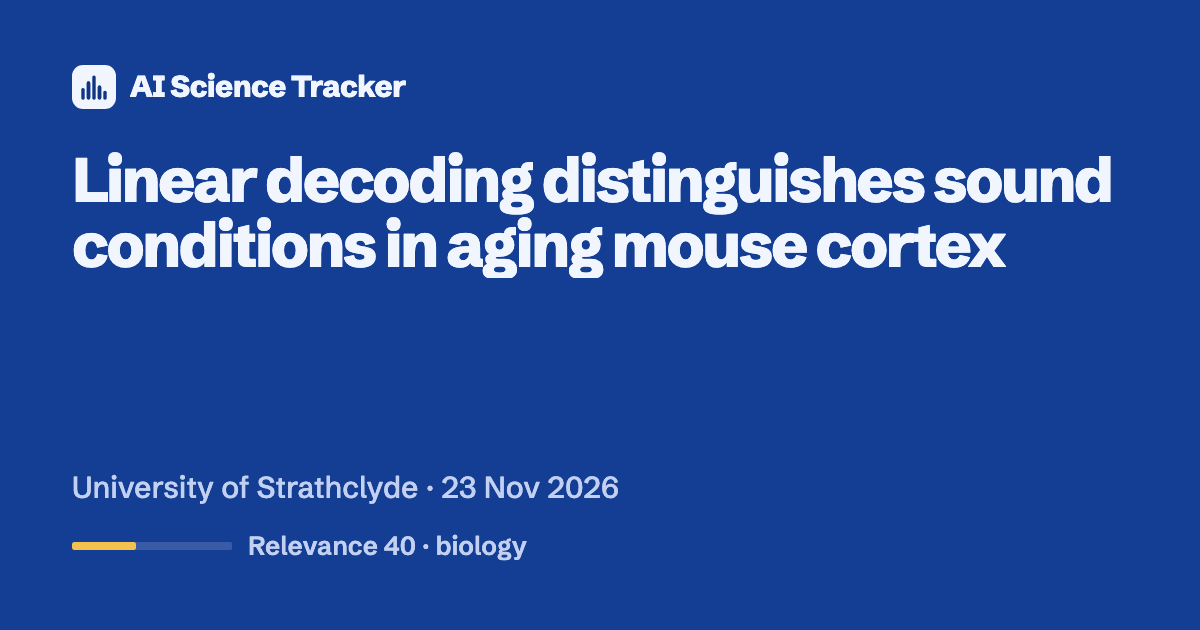 AI Science Tracker
Linear decoding distinguishes sound
conditions in aging mouse cortex
University of Strathclyde · 23 Nov 2026
Relevance 40 · biology